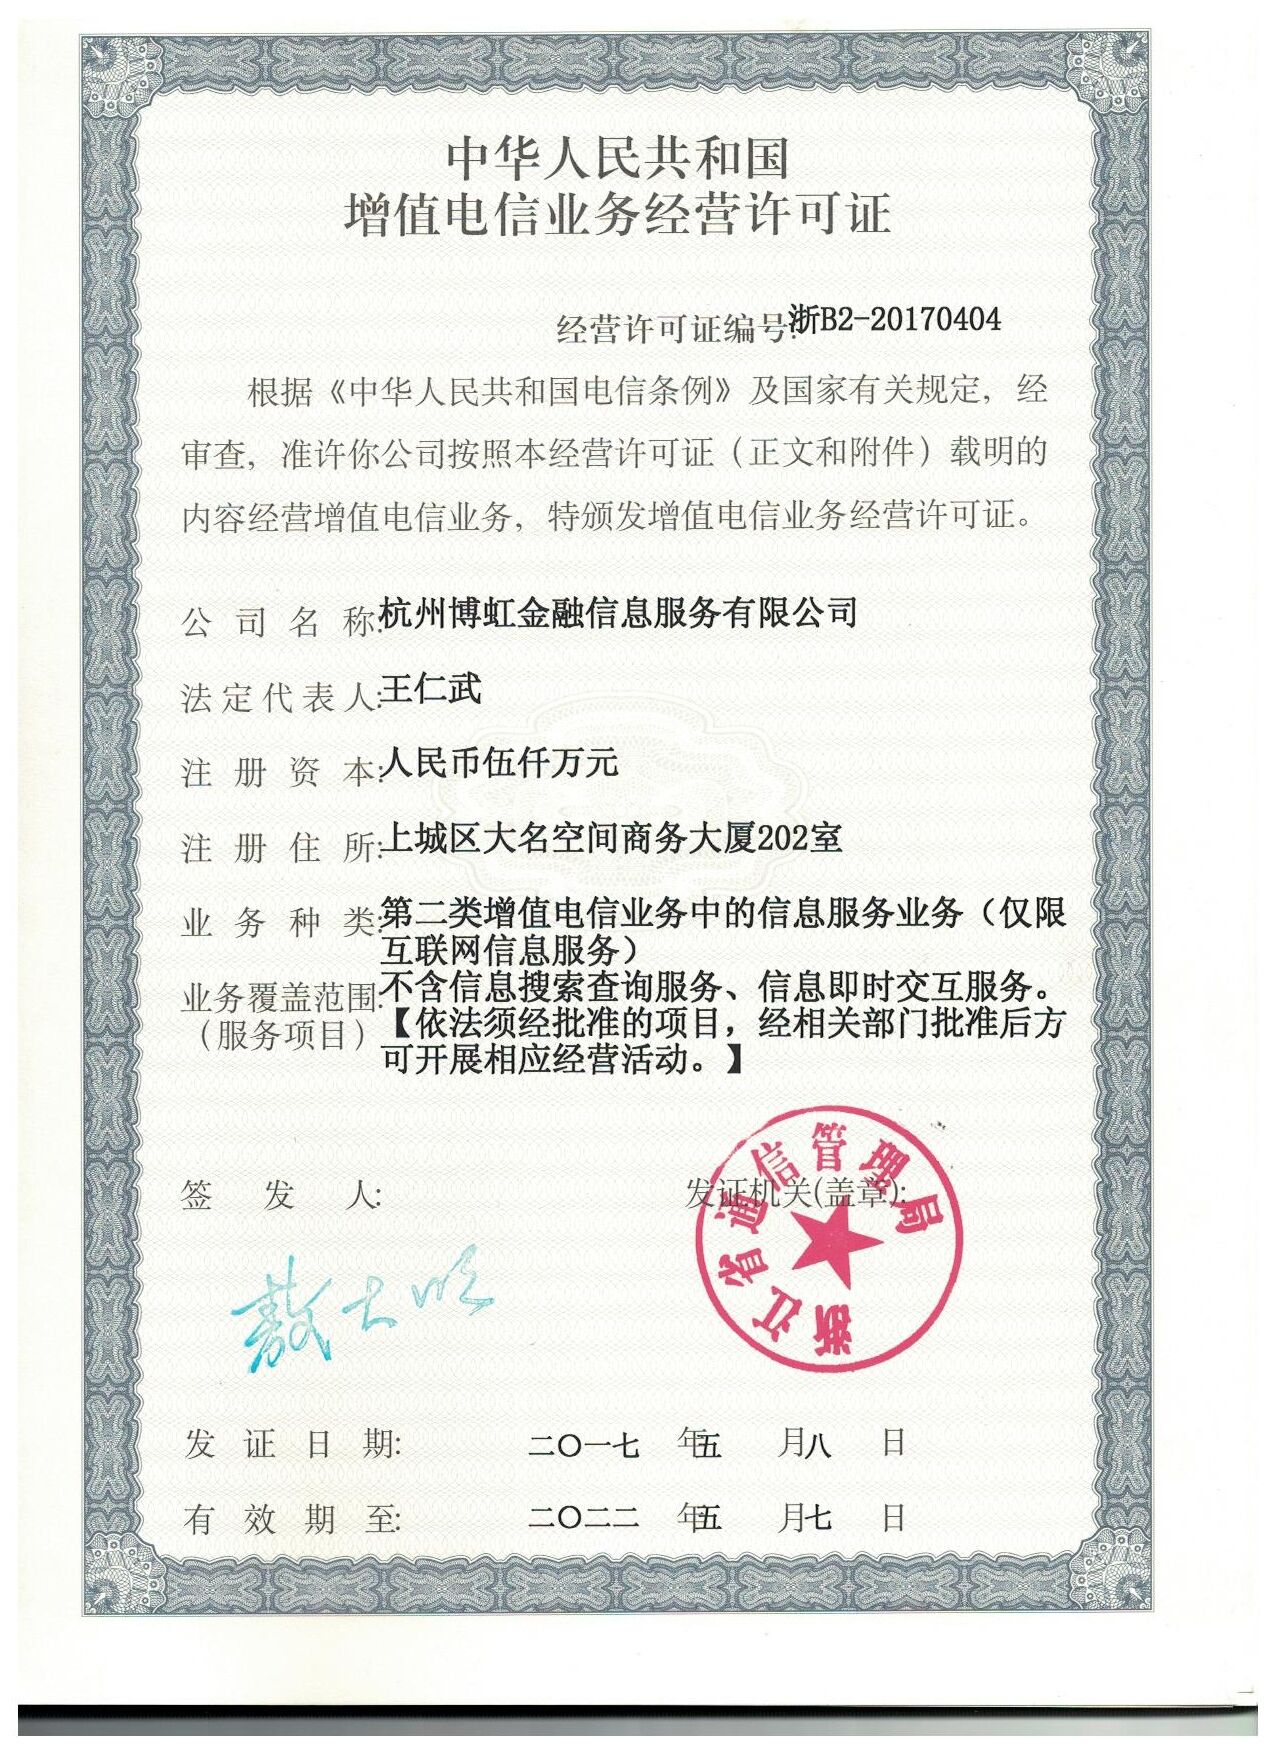 中华人民共和国
增值电信业务经营许可证
经营许可证编号:浙B2-20170404
根据《中华人民共和国电信条例》及国家有关规定，经
审查，准许你公司按照本经营许可证（正文和附件）载明的
内容经营增值电信业务，特颁发增值电信业务经营许可证。
公司名称:杭州博虹金融信息服务有限公司
法定代表人:王仁武
注册资本:人民币伍仟万元
注册住所:上城区大名空间商务大厦202室
业务种类:第二类增值电信业务中的信息服务业务（仅限
互联网信息服务）
业务覆盖范围:不含信息搜索查询服务、信息即时交互服务。
（服务项目）【依法须经批准的项目，经相关部门批准后方
可开展相应经营活动。】
签发人:
发证机关(盖章):
浙江省通信管理局
发证日期: 二〇一七年五月八日
有效期至: 二〇二二年五月七日